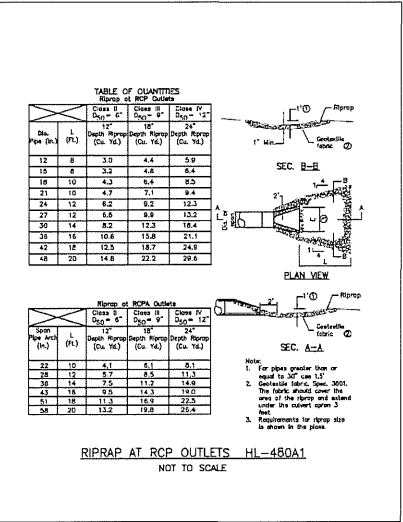 TABLE OF QUANTITIES
Riprap at RCP Outlets
Class II D50= 6" Class III D50= 9" Class IV D50= 12"
Dia. Pipe (in.) L (Ft.) 12" Depth Riprap (Cu. Yd.) 18" Depth Riprap (Cu. Yd.) 24" Depth Riprap (Cu. Yd.)
12 8 3.0 4.4 5.9
15 8 3.2 4.8 6.4
18 10 4.3 6.4 8.5
21 10 4.7 7.1 9.4
24 12 6.2 9.2 12.3
27 12 6.6 9.9 13.2
30 14 8.2 12.3 16.4
36 16 10.6 15.8 21.1
42 18 12.5 18.7 24.9
48 20 14.8 22.2 29.6
1' ①
Riprap
1' Min.
Geotextile fabric ②
SEC. B-B
2'
1
4
1
4
B
B
A
A
Dia. or Span
L
PLAN VIEW
Riprap at RCPA Outlets
Class II D50= 6" Class III D50= 9" Class IV D50= 12"
Span Pipe Arch (in.) L (Ft.) 12" Depth Riprap (Cu. Yd.) 18" Depth Riprap (Cu. Yd.) 24" Depth Riprap (Cu. Yd.)
22 10 4.1 6.1 8.1
28 12 5.7 8.5 11.3
36 14 7.5 11.2 14.9
43 16 9.5 14.3 19.0
51 18 11.3 16.9 22.5
58 20 13.2 19.8 26.4
2'
1' ①
Riprap
Geotextile fabric ②
SEC. A-A
Note:
1. For pipes greater than or
equal to 30" use 1.5'
2. Geotextile fabric, Spec. 3601.
The fabric should cover the
area of the riprap and extend
under the culvert apron 3
feet
3. Requirements for riprap size
is shown in the plans.
RIPRAP AT RCP OUTLETS HL-480A1
NOT TO SCALE